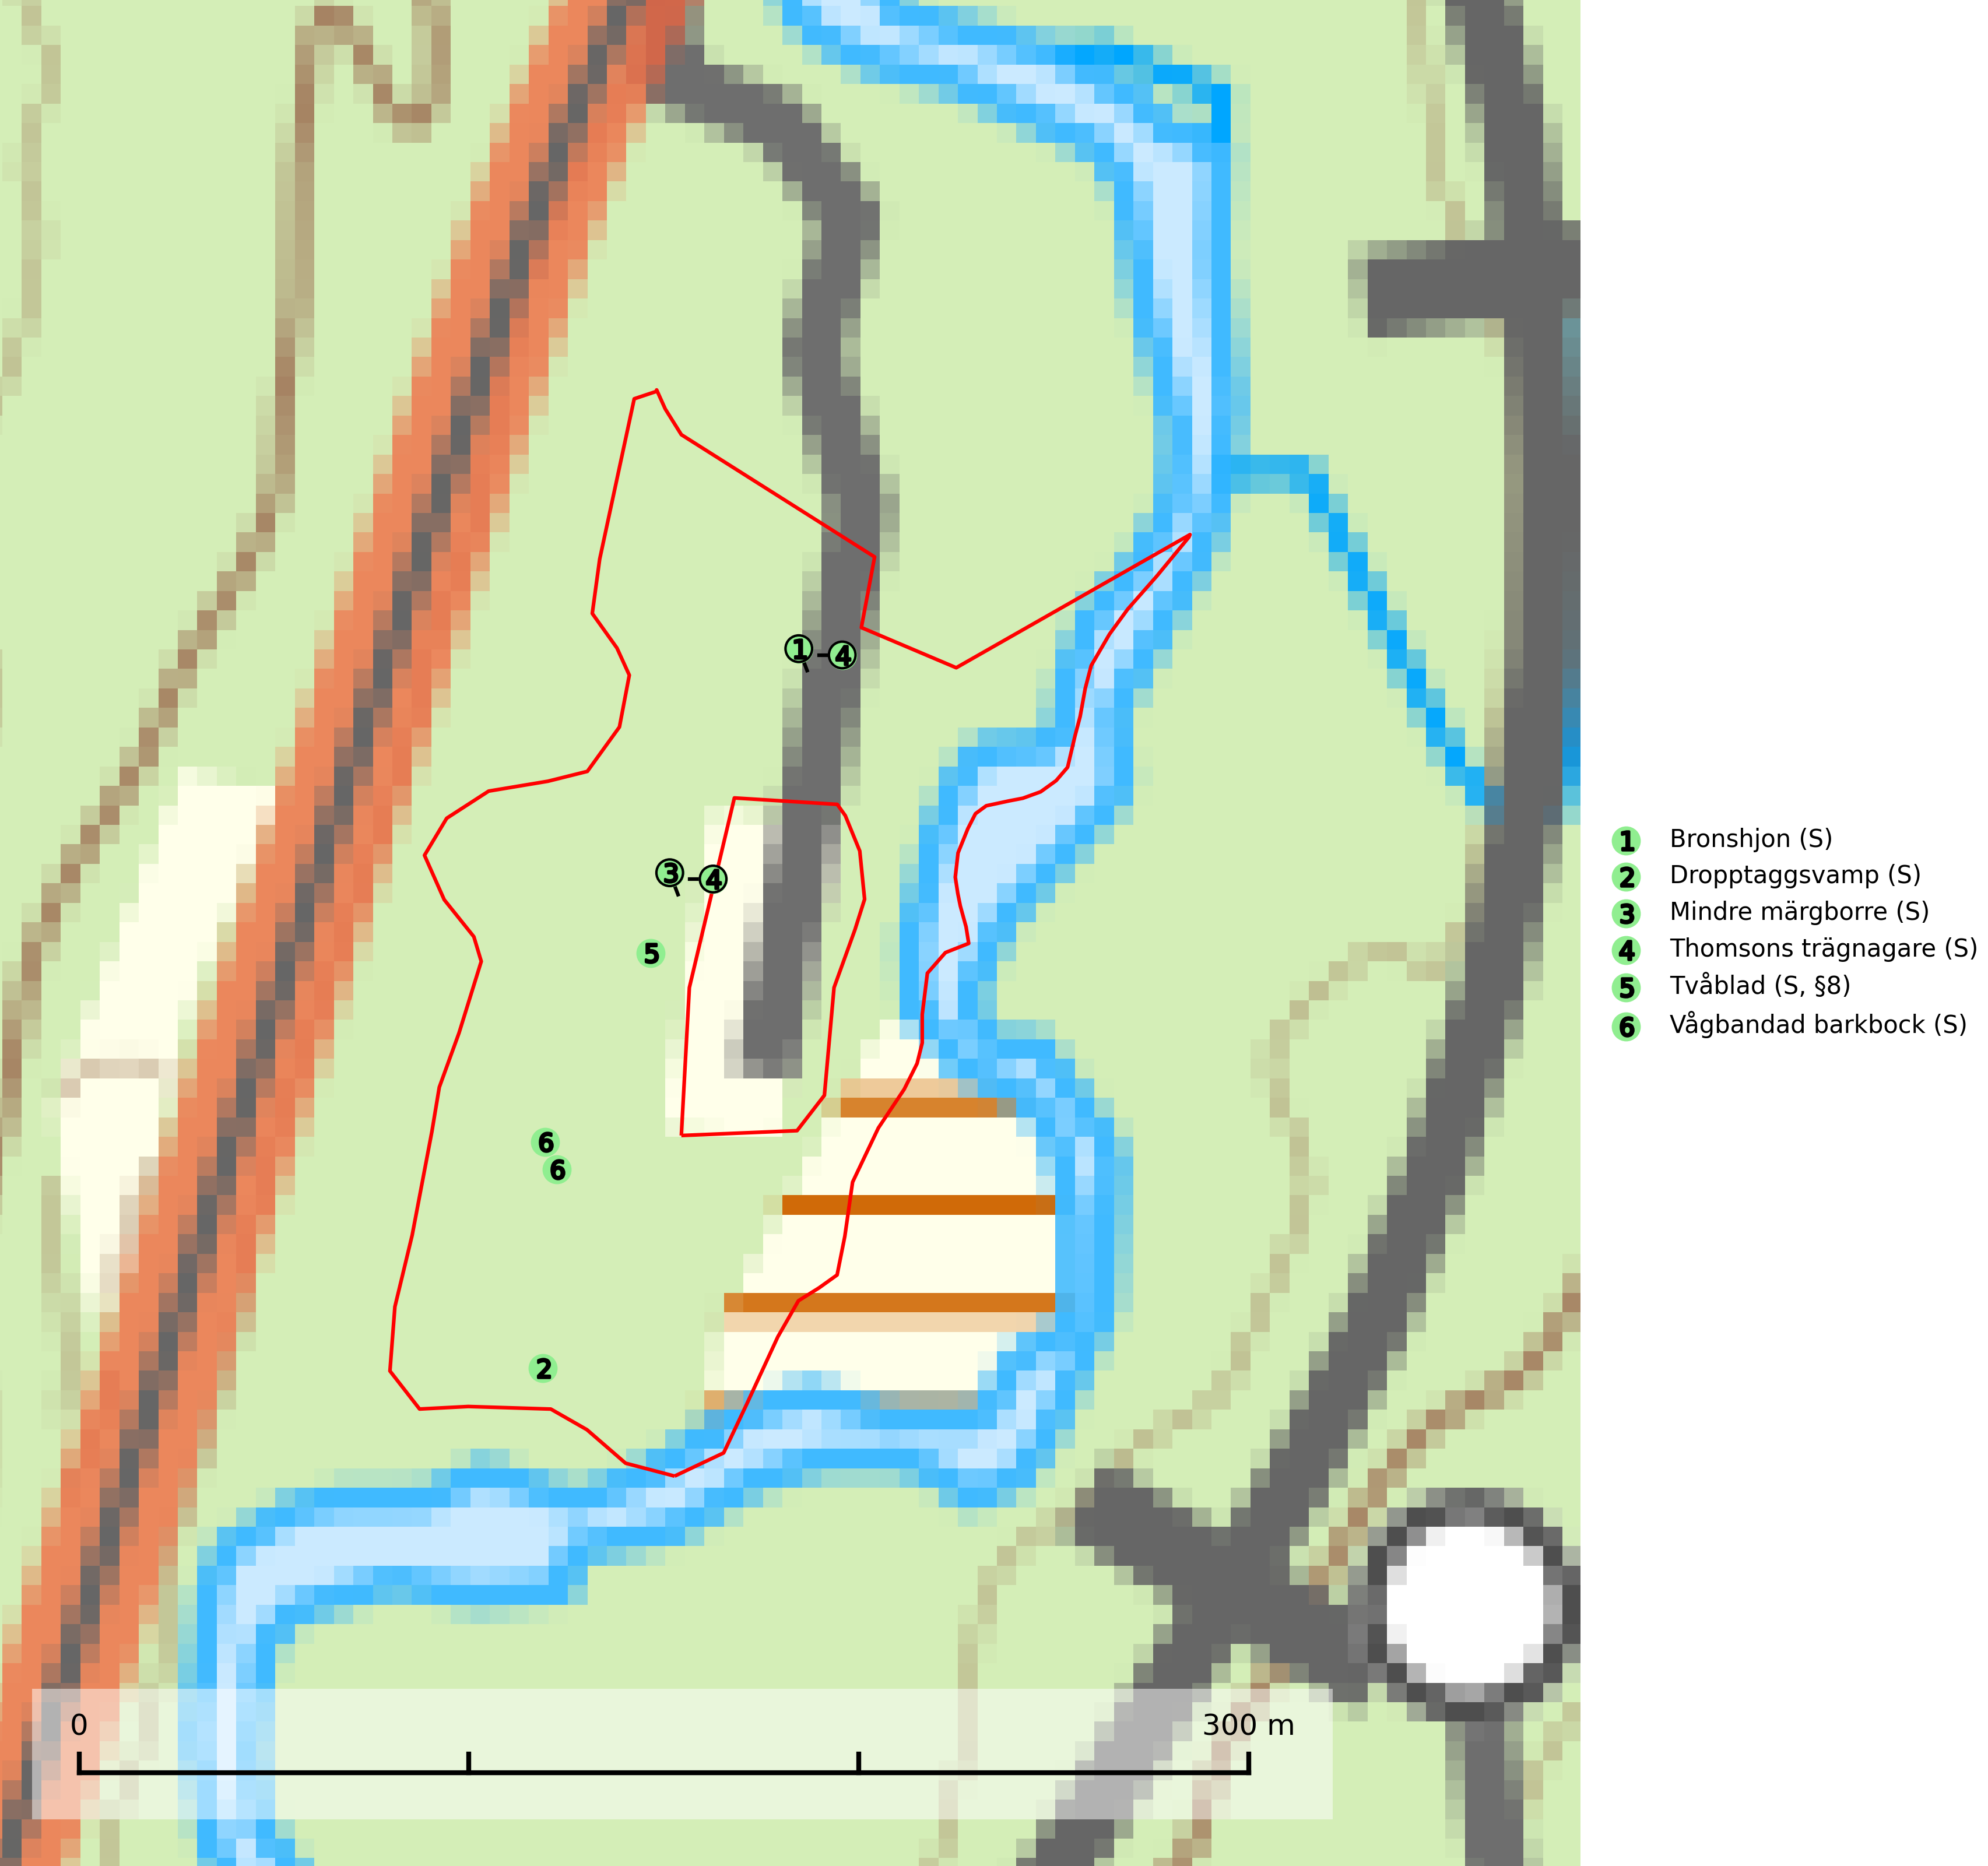 1 4
3 4
5
6
6
2
0 300 m
1 Bronshjon (S)
2 Dropptaggsvamp (S)
3 Mindre märgborre (S)
4 Thomsons trägnagare (S)
5 Tvåblad (S, §8)
6 Vågbandad barkbock (S)